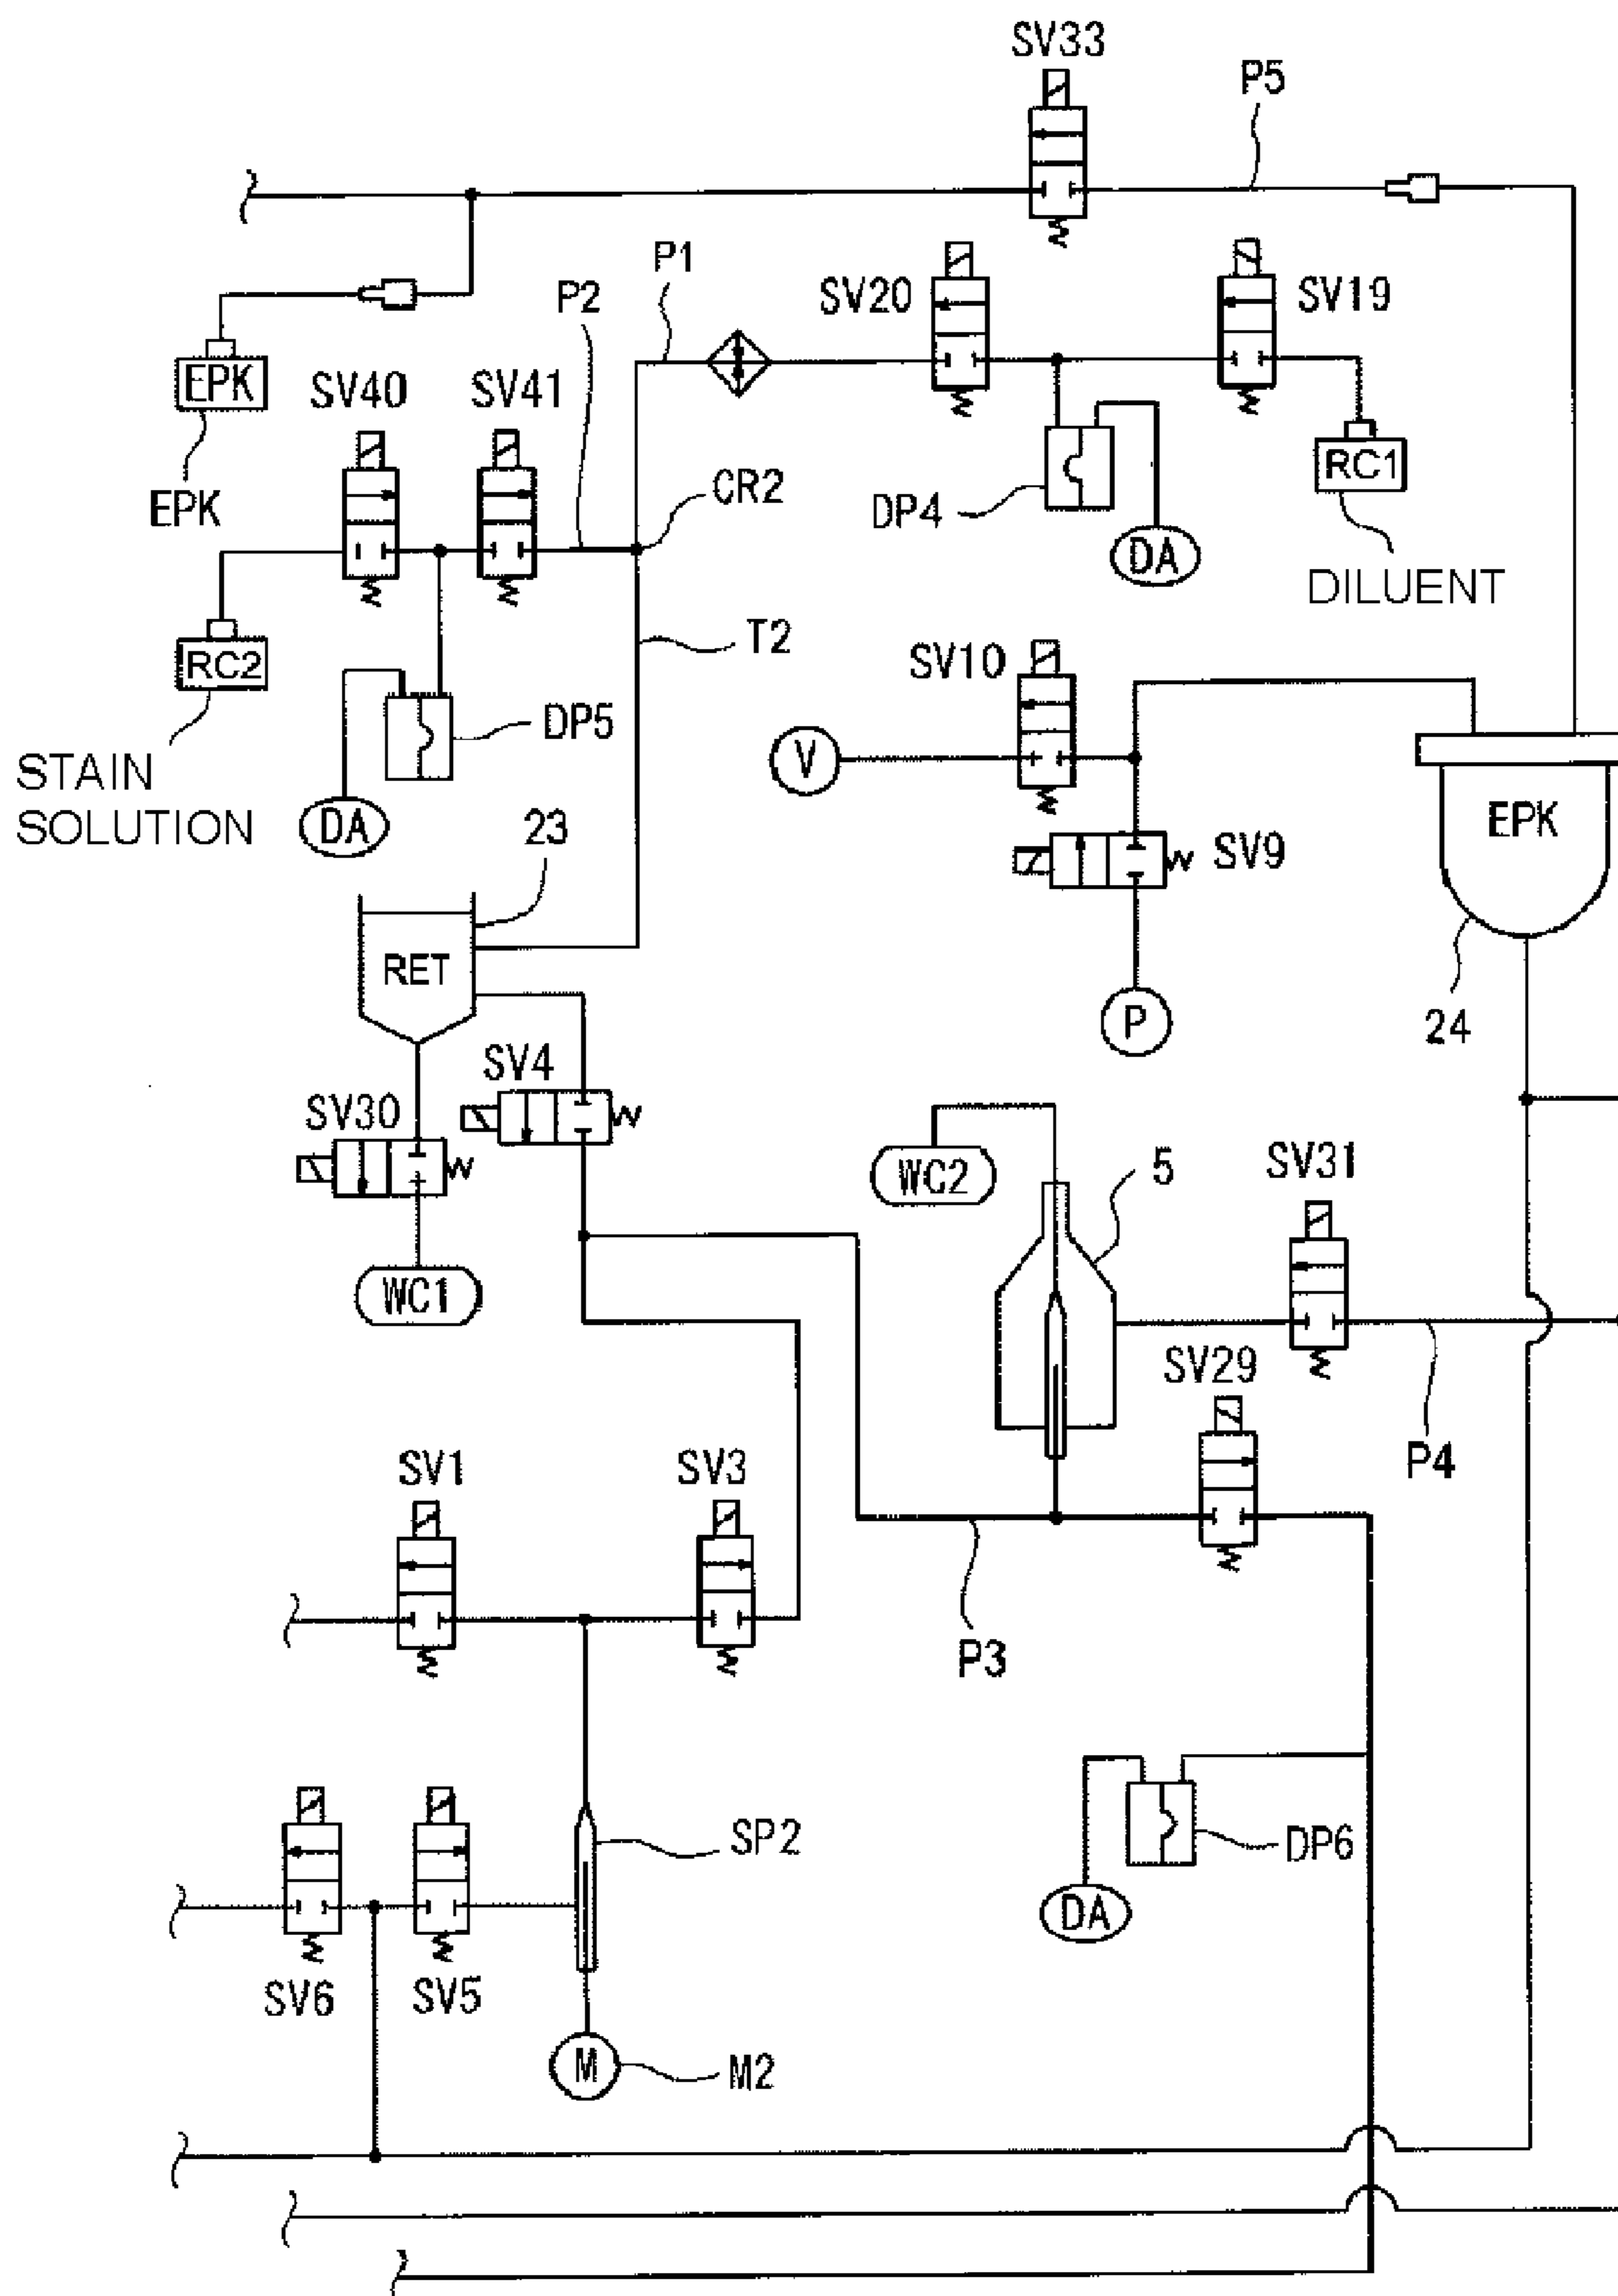 SV33
P5
P1
P2
SV20
SV19
EPK
SV40
SV41
EPK
CR2
DP4
RC1
DA
DILUENT
T2
RC2
SV10
DP5
STAIN
SOLUTION
DA
V
23
EPK
SV9
RET
24
P
SV4
SV30
WC2
5
SV31
WC1
SV29
P4
SV1
SV3
P3
SP2
DP6
DA
SV6
SV5
M
M2